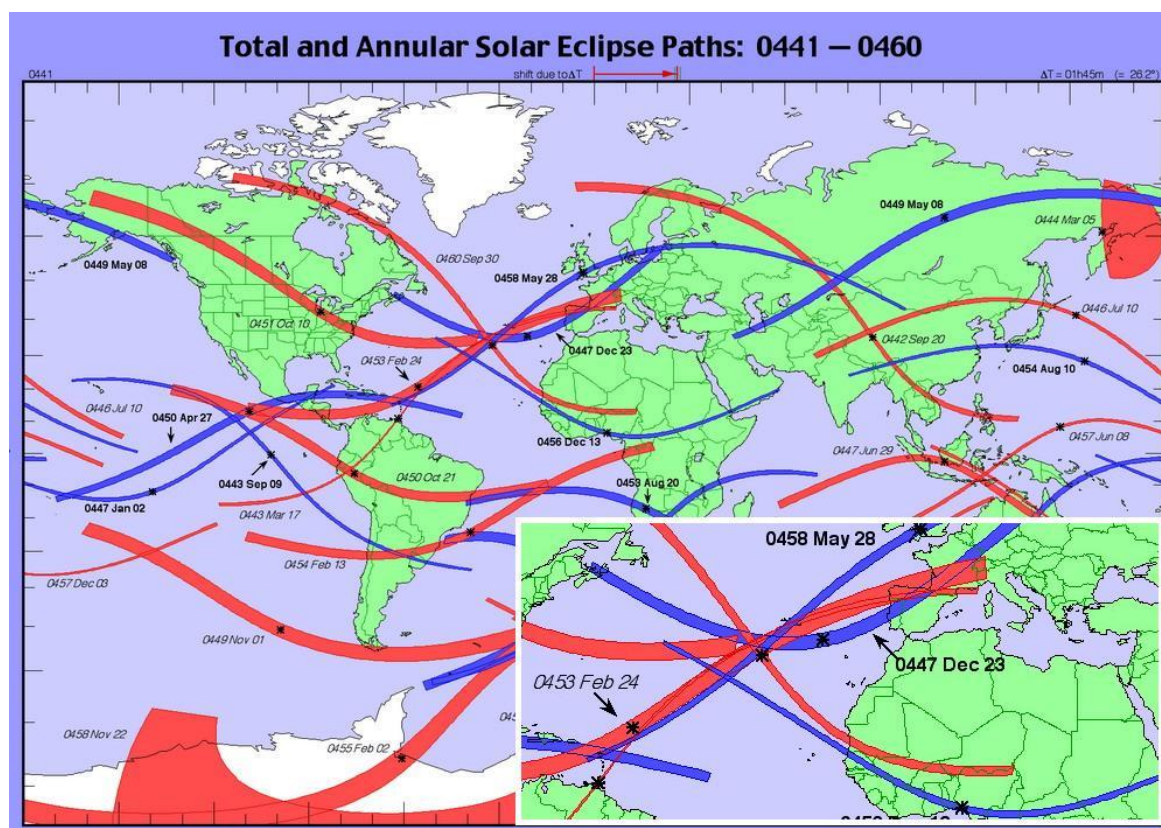 Total and Annular Solar Eclipse Paths: 0441 — 0460
0441
shift due to ΔT
ΔT = 01h45m (= 26.2°)
0449 May 08
0444 Mar 05
0460 Sep 30
0449 May 08
0458 May 28
0451 Oct 10
0446 Jul 10
0442 Sep 20
0447 Dec 23
0453 Feb 24
0454 Aug 10
0446 Jul 10
0450 Apr 27
0456 Dec 13
0457 Jun 08
0447 Jun 29
0443 Sep 09
0450 Oct 21
0453 Aug 20
0447 Jan 02
0443 Mar 17
0454 Feb 13
0457 Dec 03
0449 Nov 01
0458 Nov 22
0455 Feb 02
0458 May 28
0447 Dec 23
0453 Feb 24